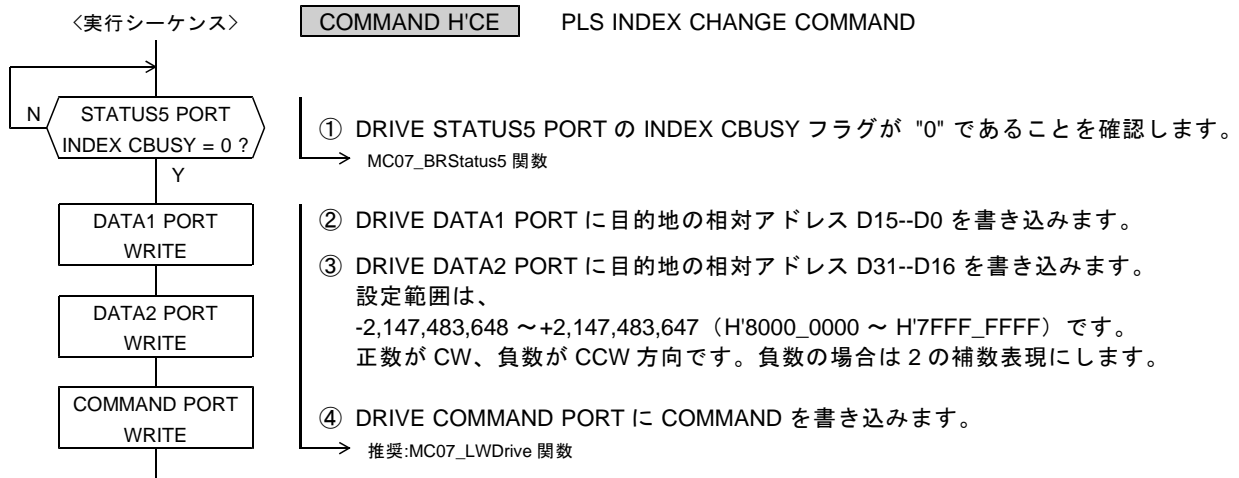 〈実行シーケンス〉
COMMAND H'CE PLS INDEX CHANGE COMMAND
N
STATUS5 PORT
INDEX CBUSY = 0 ?
Y
① DRIVE STATUS5 PORT の INDEX CBUSY フラグが "0" であることを確認します。
MC07_BRStatus5 関数
DATA1 PORT
WRITE
② DRIVE DATA1 PORT に目的地の相対アドレス D15--D0 を書き込みます。
DATA2 PORT
WRITE
③ DRIVE DATA2 PORT に目的地の相対アドレス D31--D16 を書き込みます。
設定範囲は、
-2,147,483,648 ～+2,147,483,647（H'8000_0000 ～ H'7FFF_FFFF）です。
正数が CW、負数が CCW 方向です。負数の場合は 2 の補数表現にします。
COMMAND PORT
WRITE
④ DRIVE COMMAND PORT に COMMAND を書き込みます。
推奨:MC07_LWDrive 関数